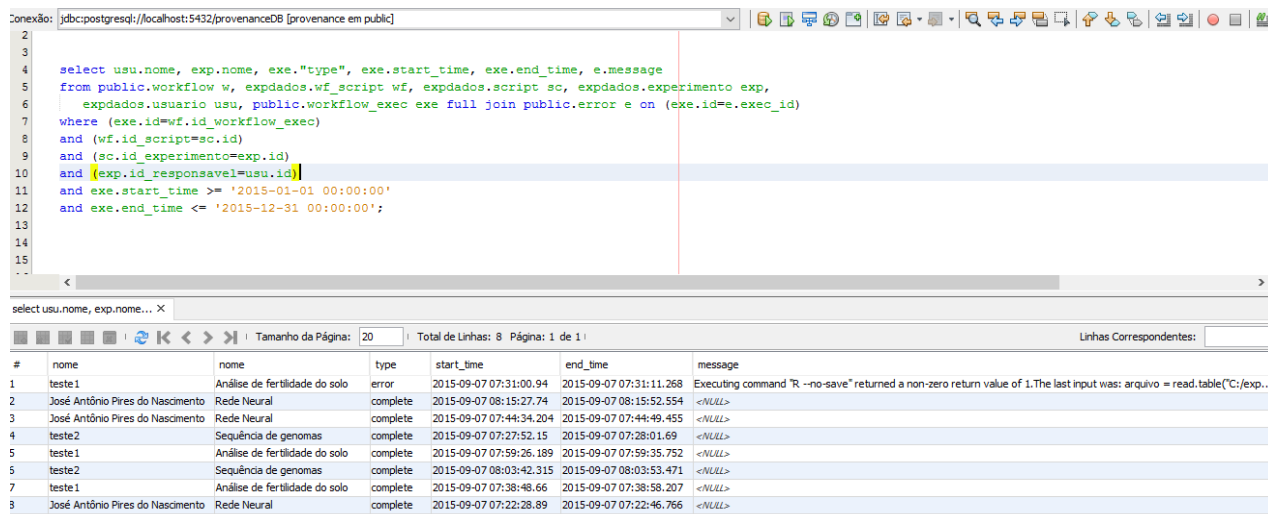 Conexão: jdbc:postgresql://localhost:5432/provenanceDB [provenance em public]
2
3
4 select usu.nome, exp.nome, exe."type", exe.start_time, exe.end_time, e.message
5 from public.workflow w, expdados.wf_script wf, expdados.script sc, expdados.experimento exp,
6 expdados.usuario usu, public.workflow_exec exe full join public.error e on (exe.id=e.exec_id)
7 where (exe.id=wf.id_workflow_exec)
8 and (wf.id_script=sc.id)
9 and (sc.id_experimento=exp.id)
10 and (exp.id_responsavel=usu.id)
11 and exe.start_time >= '2015-01-01 00:00:00'
12 and exe.end_time <= '2015-12-31 00:00:00';
13
14
15
select usu.nome, exp.nome...
Tamanho da Página: 20 Total de Linhas: 8 Página: 1 de 1 Linhas Correspondentes:
# nome nome type start_time end_time message
1 teste1 Análise de fertilidade do solo error 2015-09-07 07:31:00.94 2015-09-07 07:31:11.268 Executing command "R --no-save" returned a non-zero return value of 1.The last input was: arquivo = read.table("C:/exp...
2 José Antônio Pires do Nascimento Rede Neural complete 2015-09-07 08:15:27.74 2015-09-07 08:15:52.554 <NULL>
3 José Antônio Pires do Nascimento Rede Neural complete 2015-09-07 07:44:34.204 2015-09-07 07:44:49.455 <NULL>
4 teste2 Sequência de genomas complete 2015-09-07 07:27:52.15 2015-09-07 07:28:01.69 <NULL>
5 teste1 Análise de fertilidade do solo complete 2015-09-07 07:59:26.189 2015-09-07 07:59:35.752 <NULL>
6 teste2 Sequência de genomas complete 2015-09-07 08:03:42.315 2015-09-07 08:03:53.471 <NULL>
7 teste1 Análise de fertilidade do solo complete 2015-09-07 07:38:48.66 2015-09-07 07:38:58.207 <NULL>
8 José Antônio Pires do Nascimento Rede Neural complete 2015-09-07 07:22:28.89 2015-09-07 07:22:46.766 <NULL>